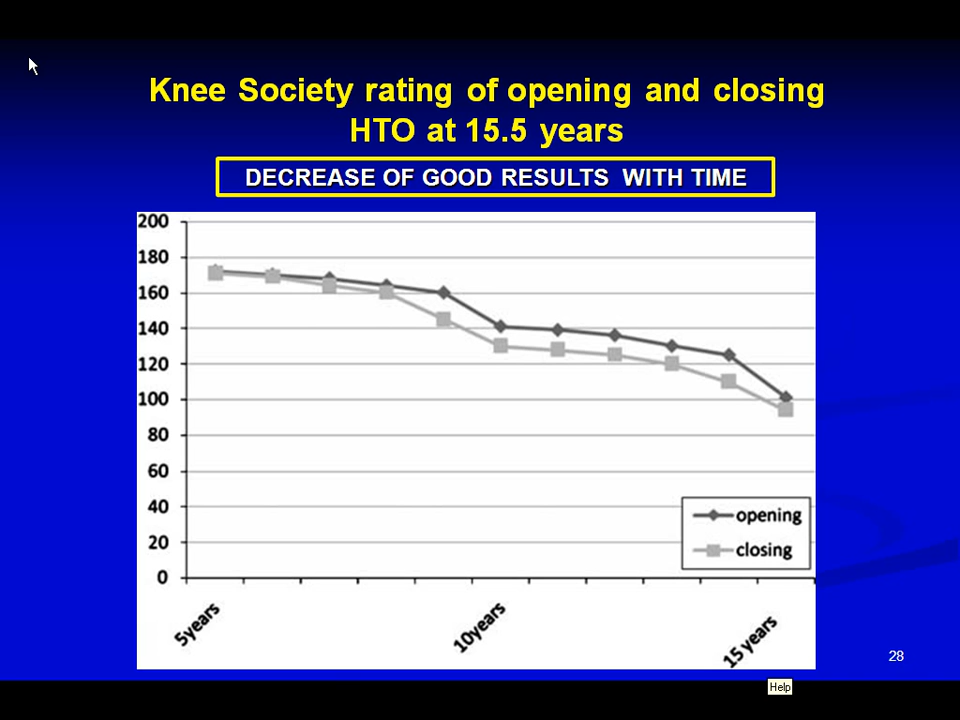 Knee Society rating of opening and closing
HTO at 15.5 years
DECREASE OF GOOD RESULTS WITH TIME
200
180
160
140
120
100
80
60
40
20
0
opening
closing
5years
10years
15 years
28
Help